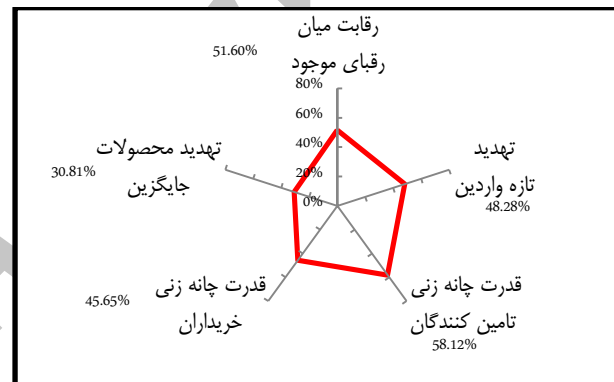 رقابت میان
رقبای موجود
51.60%
80%
60%
40%
20%
0%
تهدید
تازه واردین
48.28%
قدرت چانه زنی
تامین کنندگان
58.12%
قدرت چانه زنی
خریداران
45.65%
تهدید محصولات
جایگزین
30.81%